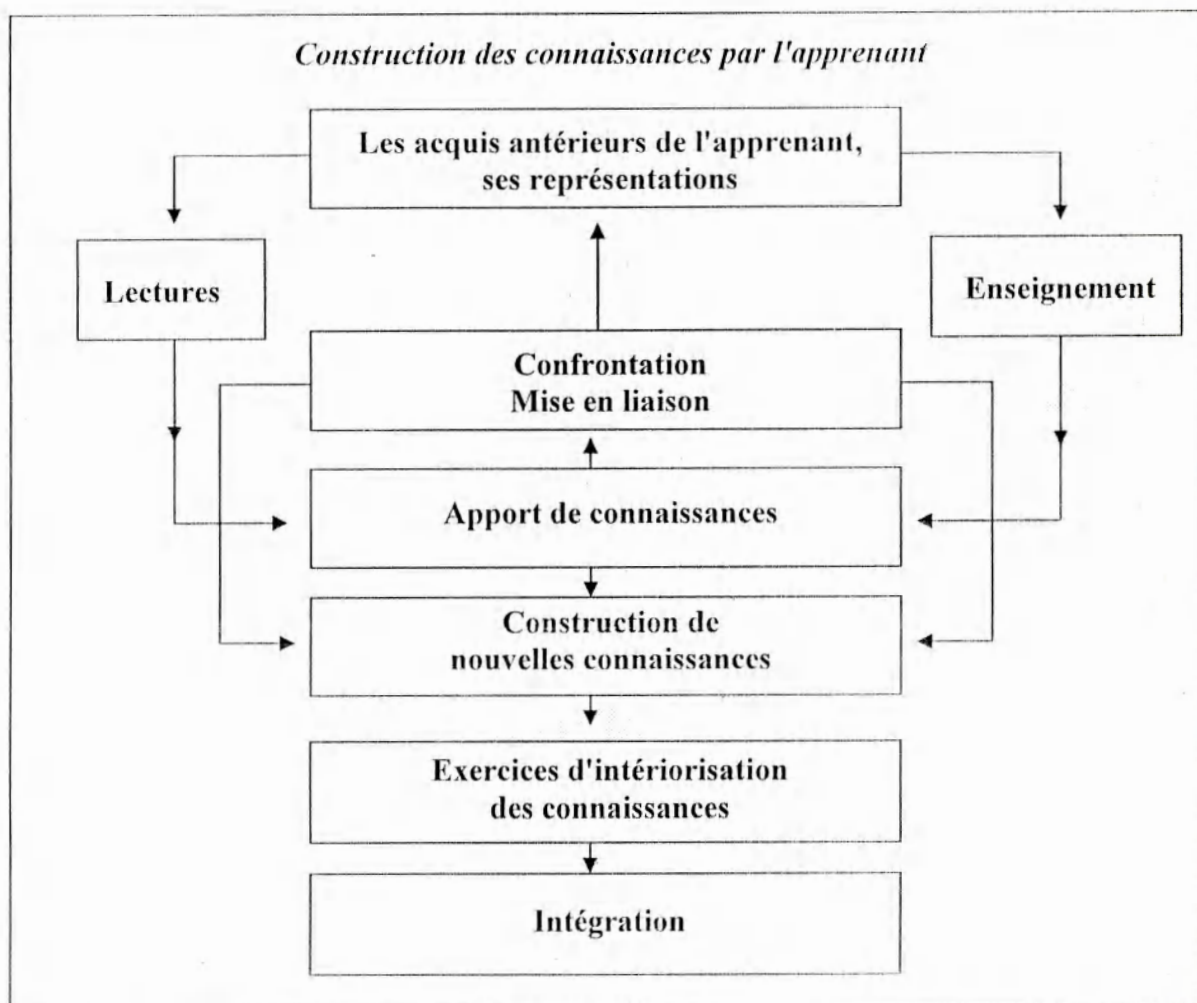 Construction des connaissances par l'apprenant
Les acquis antérieurs de l'apprenant,
ses représentations
Lectures
Enseignement
Confrontation
Mise en liaison
Apport de connaissances
Construction de
nouvelles connaissances
Exercices d'intériorisation
des connaissances
Intégration